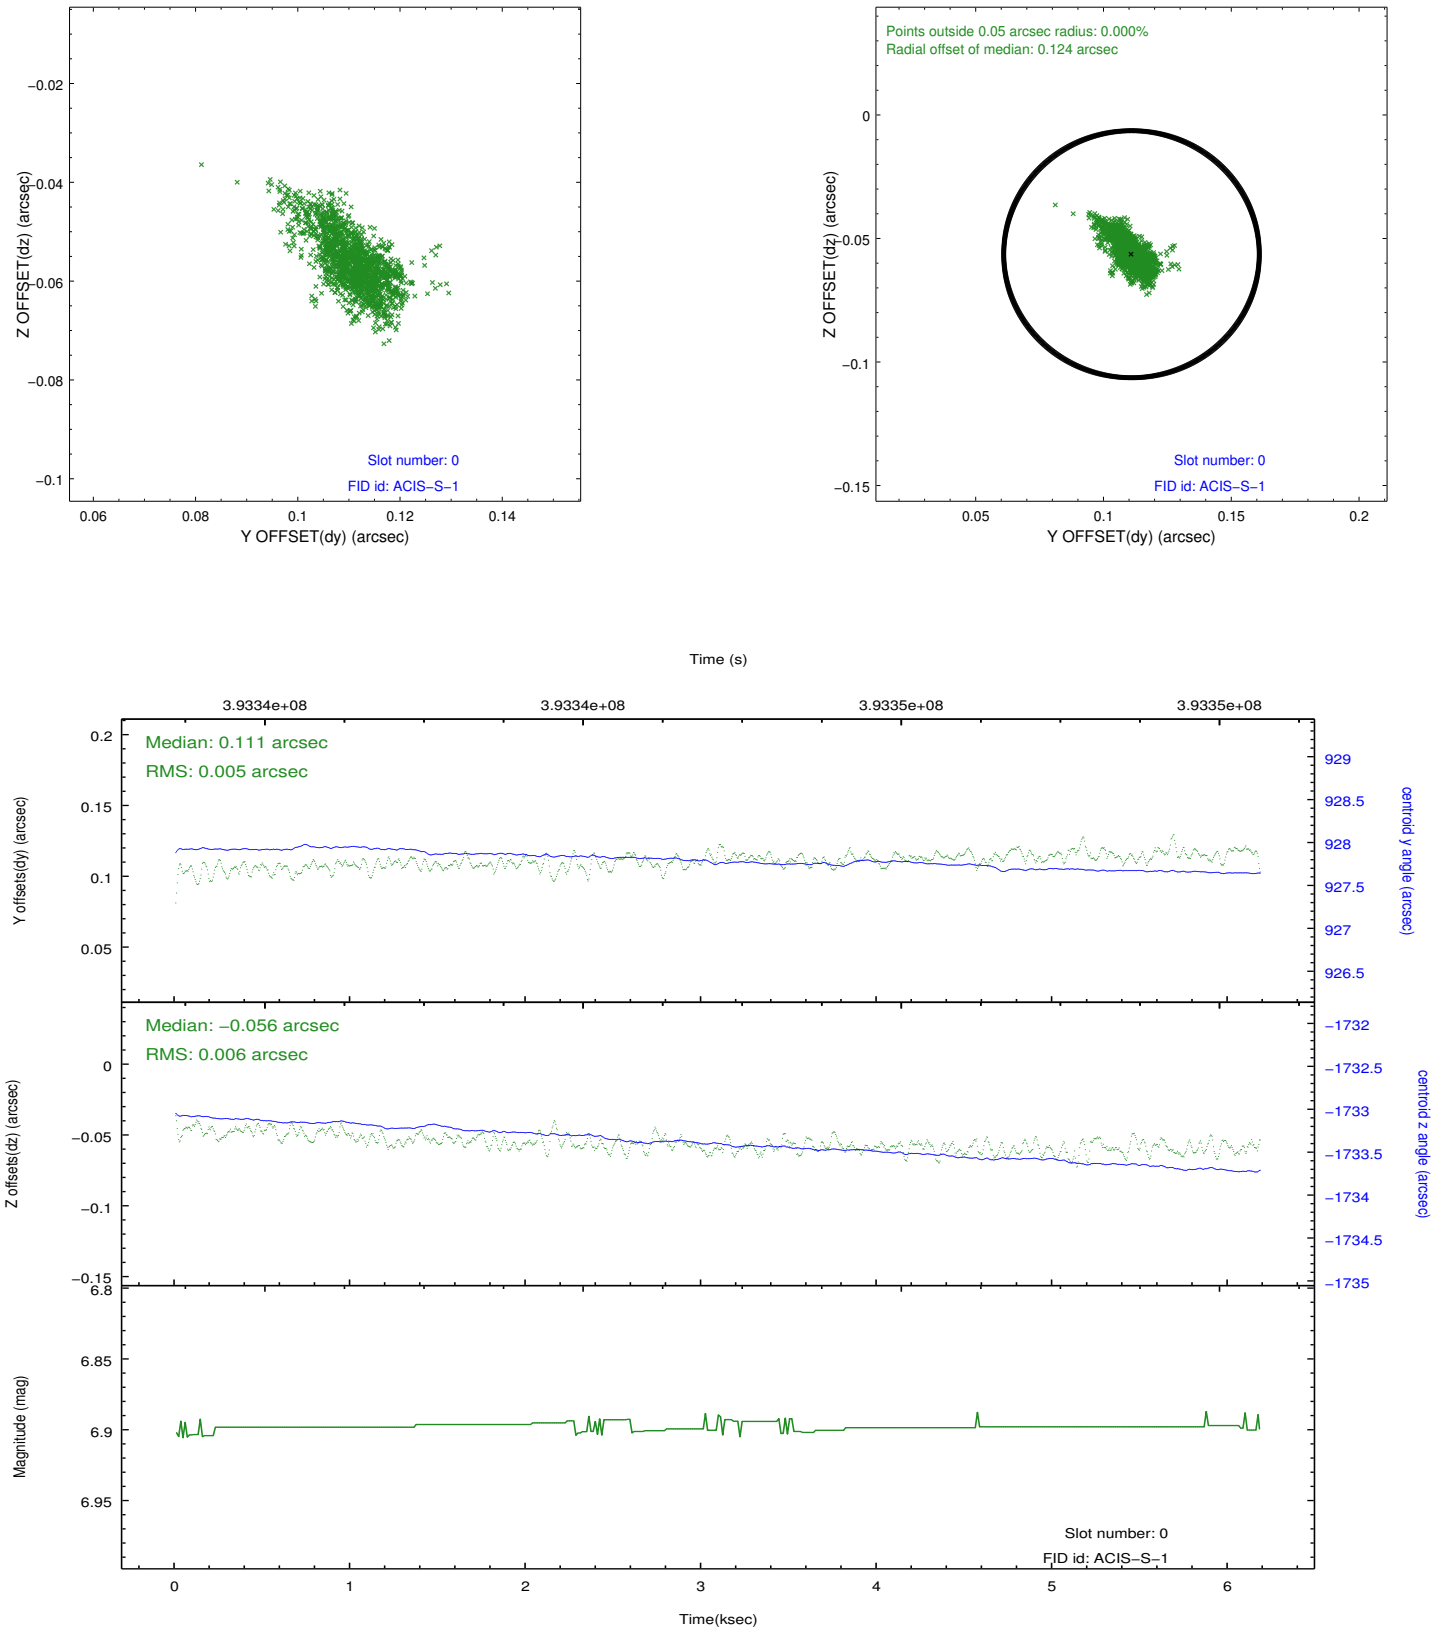 −0.02
−0.04
−0.06
−0.08
−0.1
Z OFFSET(dz) (arcsec)
Slot number: 0
FID id: ACIS−S−1
0.06
0.08
0.1
0.12
0.14
Y OFFSET(dy) (arcsec)
Points outside 0.05 arcsec radius: 0.000%
Radial offset of median: 0.124 arcsec
0
−0.05
−0.1
−0.15
Z OFFSET(dz) (arcsec)
Slot number: 0
FID id: ACIS−S−1
0.05
0.1
0.15
0.2
Y OFFSET(dy) (arcsec)
Time (s)
3.9334e+08
3.9334e+08
3.9335e+08
3.9335e+08
Median: 0.111 arcsec
RMS: 0.005 arcsec
0.2
0.15
0.1
0.05
Y offsets(dy) (arcsec)
929
928.5
928
927.5
927
926.5
centroid y angle (arcsec)
Median: −0.056 arcsec
RMS: 0.006 arcsec
0
−0.05
−0.1
−0.15
Z offsets(dz) (arcsec)
−1732
−1732.5
−1733
−1733.5
−1734
−1734.5
−1735
centroid z angle (arcsec)
6.8
6.85
6.9
6.95
Magnitude (mag)
Slot number: 0
FID id: ACIS−S−1
0
1
2
3
4
5
6
Time(ksec)